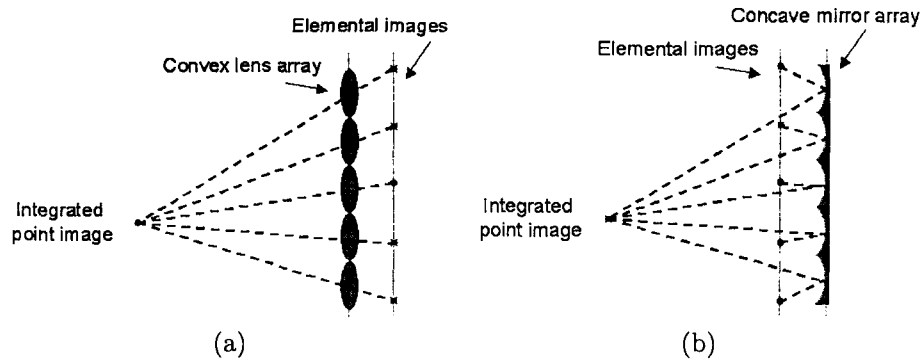 Elemental images
Convex lens array
Integrated
point image
(a)
Concave mirror array
Elemental images
Integrated
point image
(b)